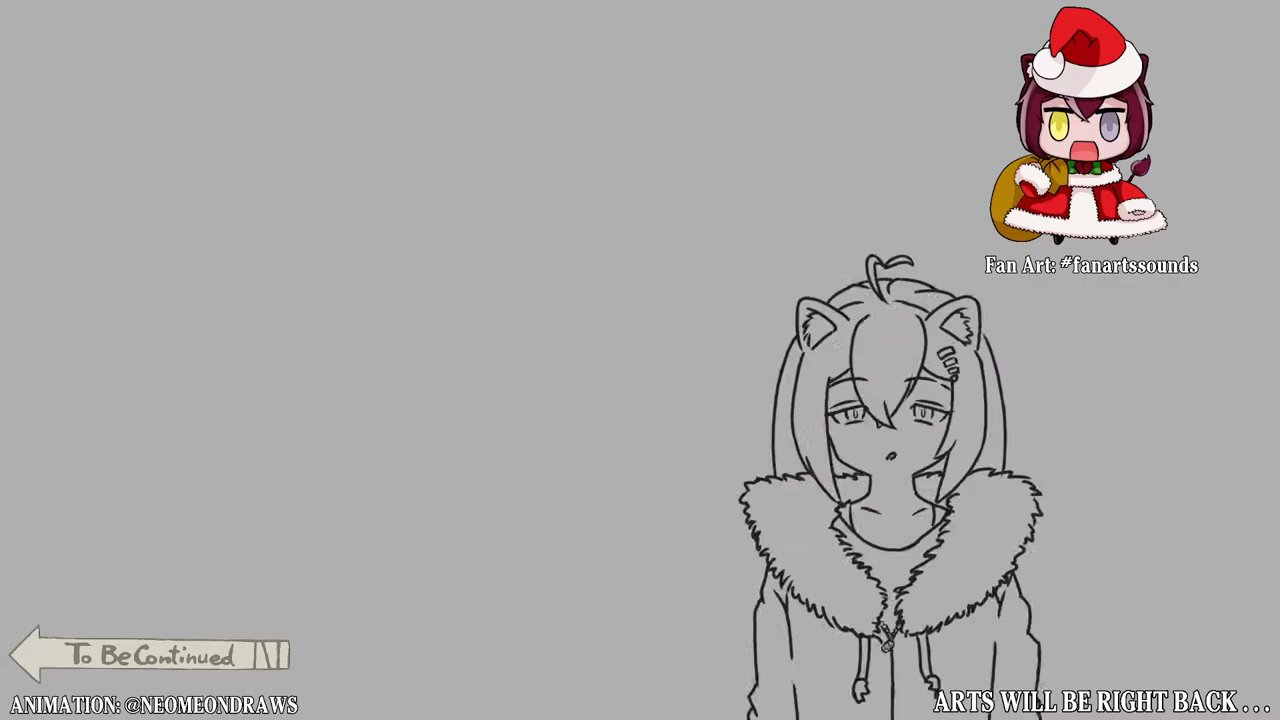 Fan Art: #fanartssounds
To Be Continued
ANIMATION: @NEOMEONDRAWS
ARTS WILL BE RIGHT BACK . . .